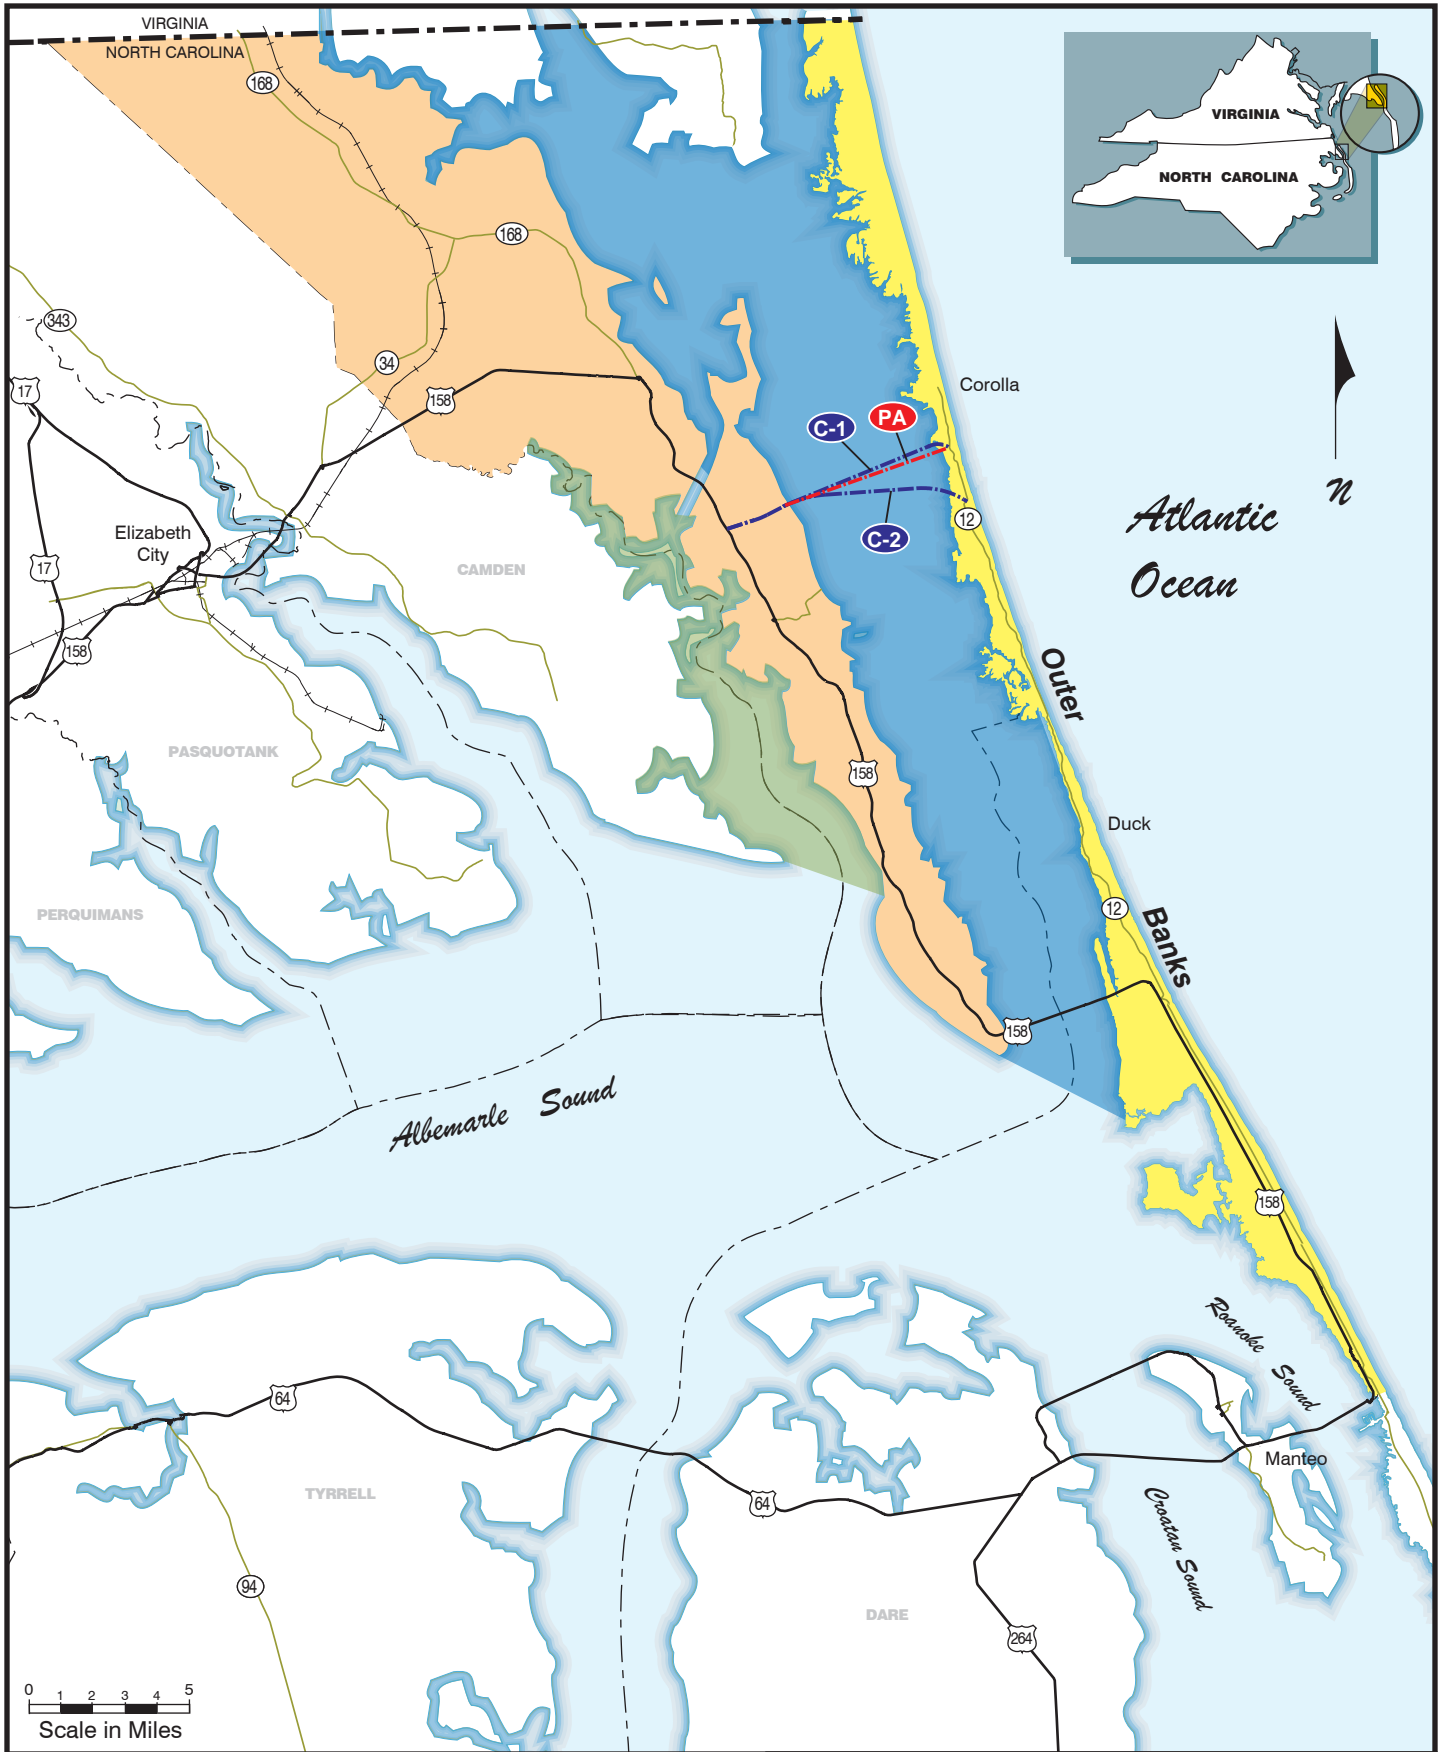 VIRGINIA
NORTH CAROLINA
168
VIRGINIA
NORTH CAROLINA
168
343
34
17
158
Corolla
C-1
PA
N
Atlantic
Ocean
12
C-2
Elizabeth
City
17
CAMDEN
158
Outer
PASQUOTANK
158
Duck
PERQUIMANS
12
Banks
158
Albemarle Sound
158
Roanoke Sound
64
Manteo
TYRRELL
64
Croatan Sound
94
DARE
264
0 1 2 3 4 5
Scale in Miles